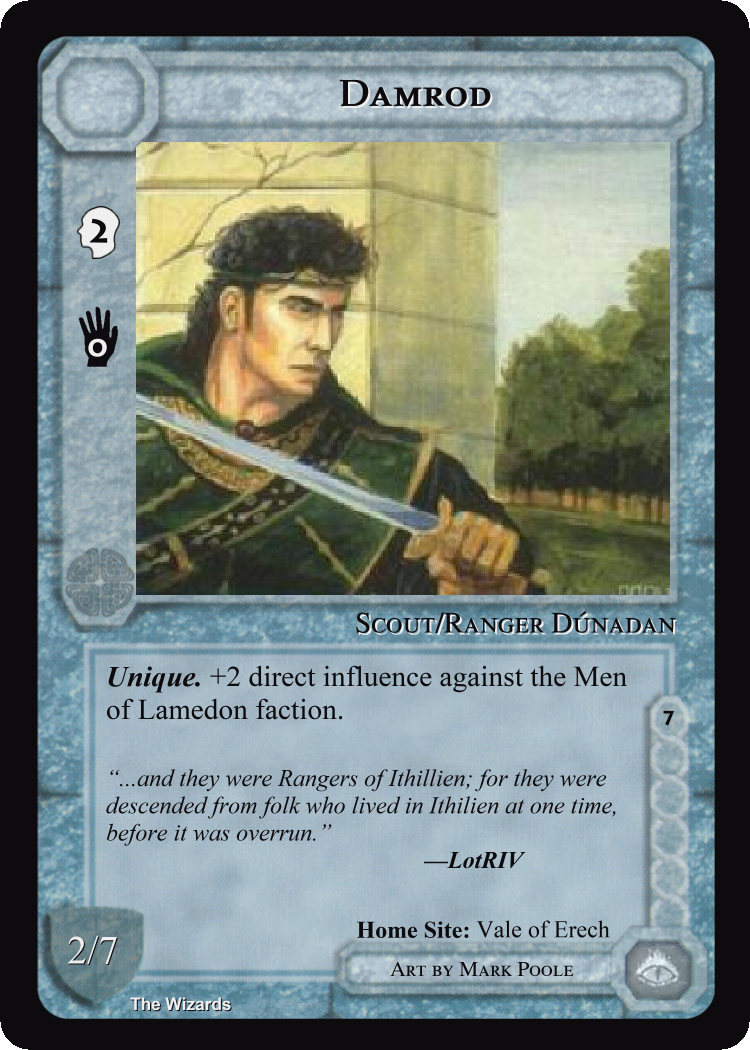 Damrod
2
0
Scout/Ranger Dúnadan
Unique. +2 direct influence against the Men
of Lamedon faction.
7
“...and they were Rangers of Ithillien; for they were
descended from folk who lived in Ithilien at one time,
before it was overrun.”
—LotRIV
Home Site: Vale of Erech
2/7
Art by Mark Poole
The Wizards